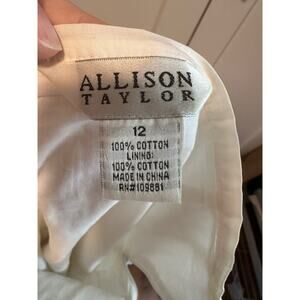 ALLISON
TAYLOR
12
100% COTTON
LINING:
100% COTTON
MADE IN CHINA
RN#109881